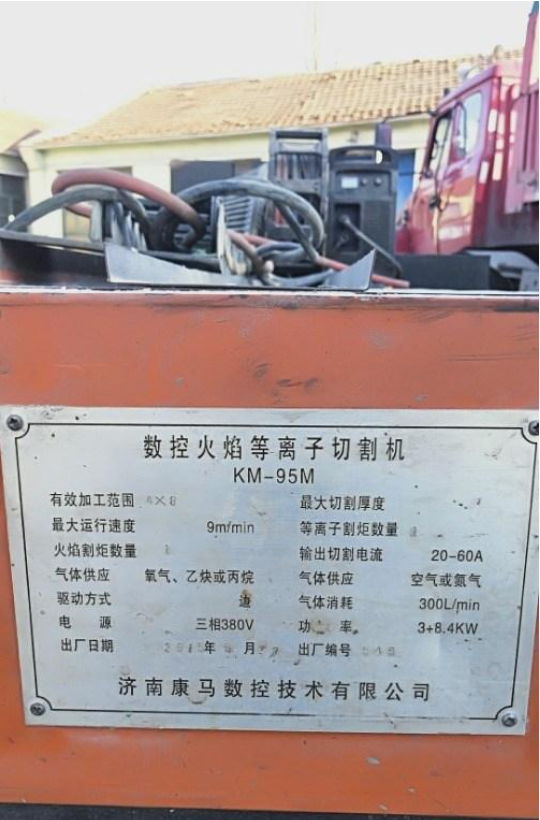 数控火焰等离子切割机
KM-95M
有效加工范围 4×8 最大切割厚度
最大运行速度 9m/min 等离子割炬数量
火焰割炬数量 1 输出切割电流 20-60A
气体供应 氧气、乙炔或丙烷 气体供应 空气或氮气
驱动方式 边 气体消耗 300L/min
电 源 三相380V 功 率 3+8.4KW
出厂日期 年 月 出厂编号
济南康马数控技术有限公司